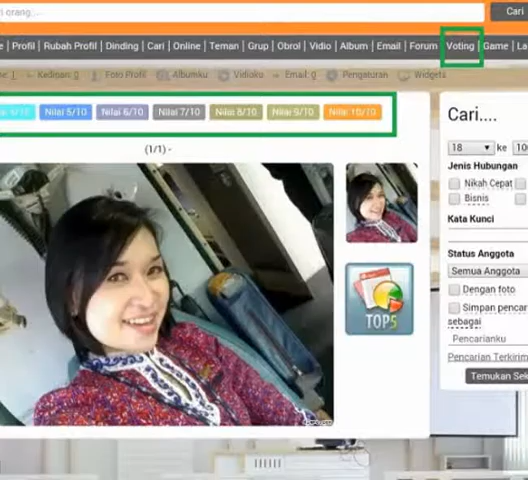 orang... Cari
Profil | Rubah Profil | Dinding | Cari | Online | Teman | Grup | Obrol | Vidio | Album | Email | Forum | Voting | Game | La
Kedipan: 0 Foto Profil Albumku Vidioku Email: 0 Pengaturan Widgets
Nilai 5/10 Nilai 6/10 Nilai 7/10 Nilai 8/10 Nilai 9/10 Nilai 10/10
(1/1) -
TOP5
Cari....
18 ke 10
Jenis Hubungan
Nikah Cepat
Bisnis
Kata Kunci
Status Anggota
Semua Anggota
Dengan foto
Simpan pencar
sebagai
Pencarianku
Pencarian Terkirim
Temukan Sek